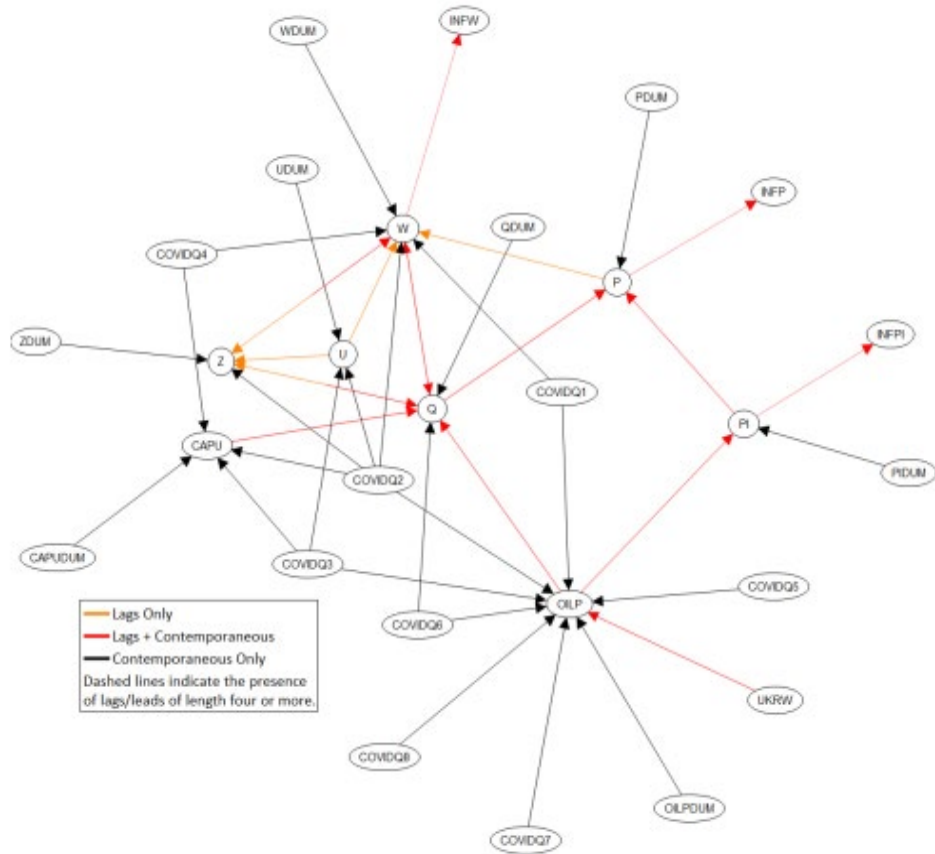 INFW
WDUM
PDUM
UDUM
INFP
W
QDUM
COVIDQ4
P
INFPI
ZDUM
Z
U
COVIDQ1
Q
PI
CAPU
COVIDQ2
PIDUM
CAPUDUM
COVIDQ3
COVIDQ5
OILP
COVIDQ6
Lags Only
Lags + Contemporaneous
Contemporaneous Only
Dashed lines indicate the presence
of lags/leads of length four or more.
UKRW
COVIDQ8
OILPDUM
COVIDQ7